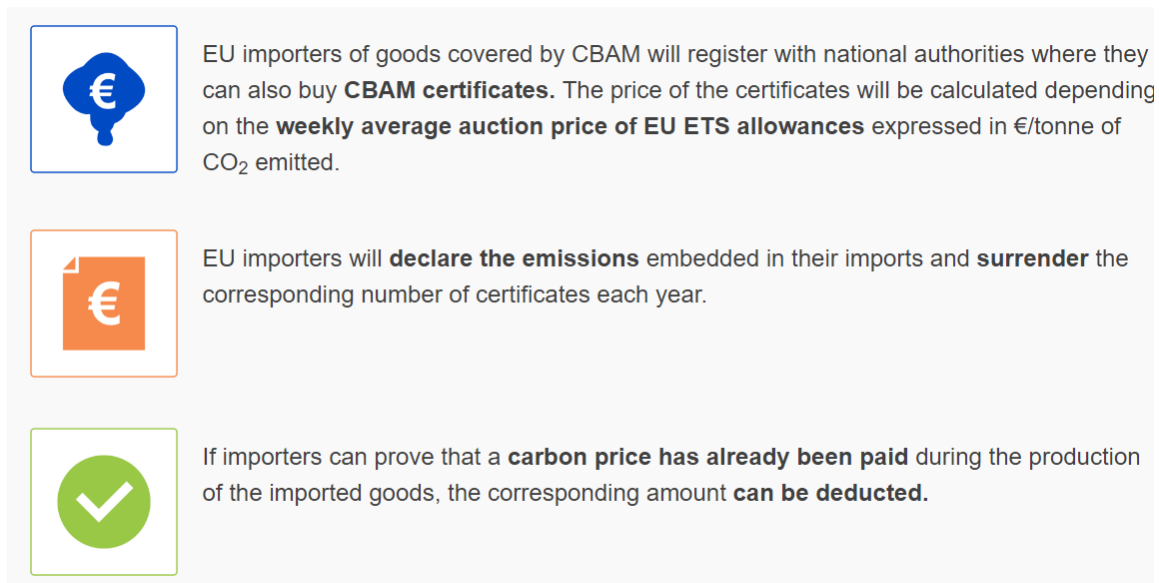 €
EU importers of goods covered by CBAM will register with national authorities where they
can also buy CBAM certificates. The price of the certificates will be calculated depending
on the weekly average auction price of EU ETS allowances expressed in €/tonne of
CO₂ emitted.
€
EU importers will declare the emissions embedded in their imports and surrender the
corresponding number of certificates each year.
If importers can prove that a carbon price has already been paid during the production
of the imported goods, the corresponding amount can be deducted.